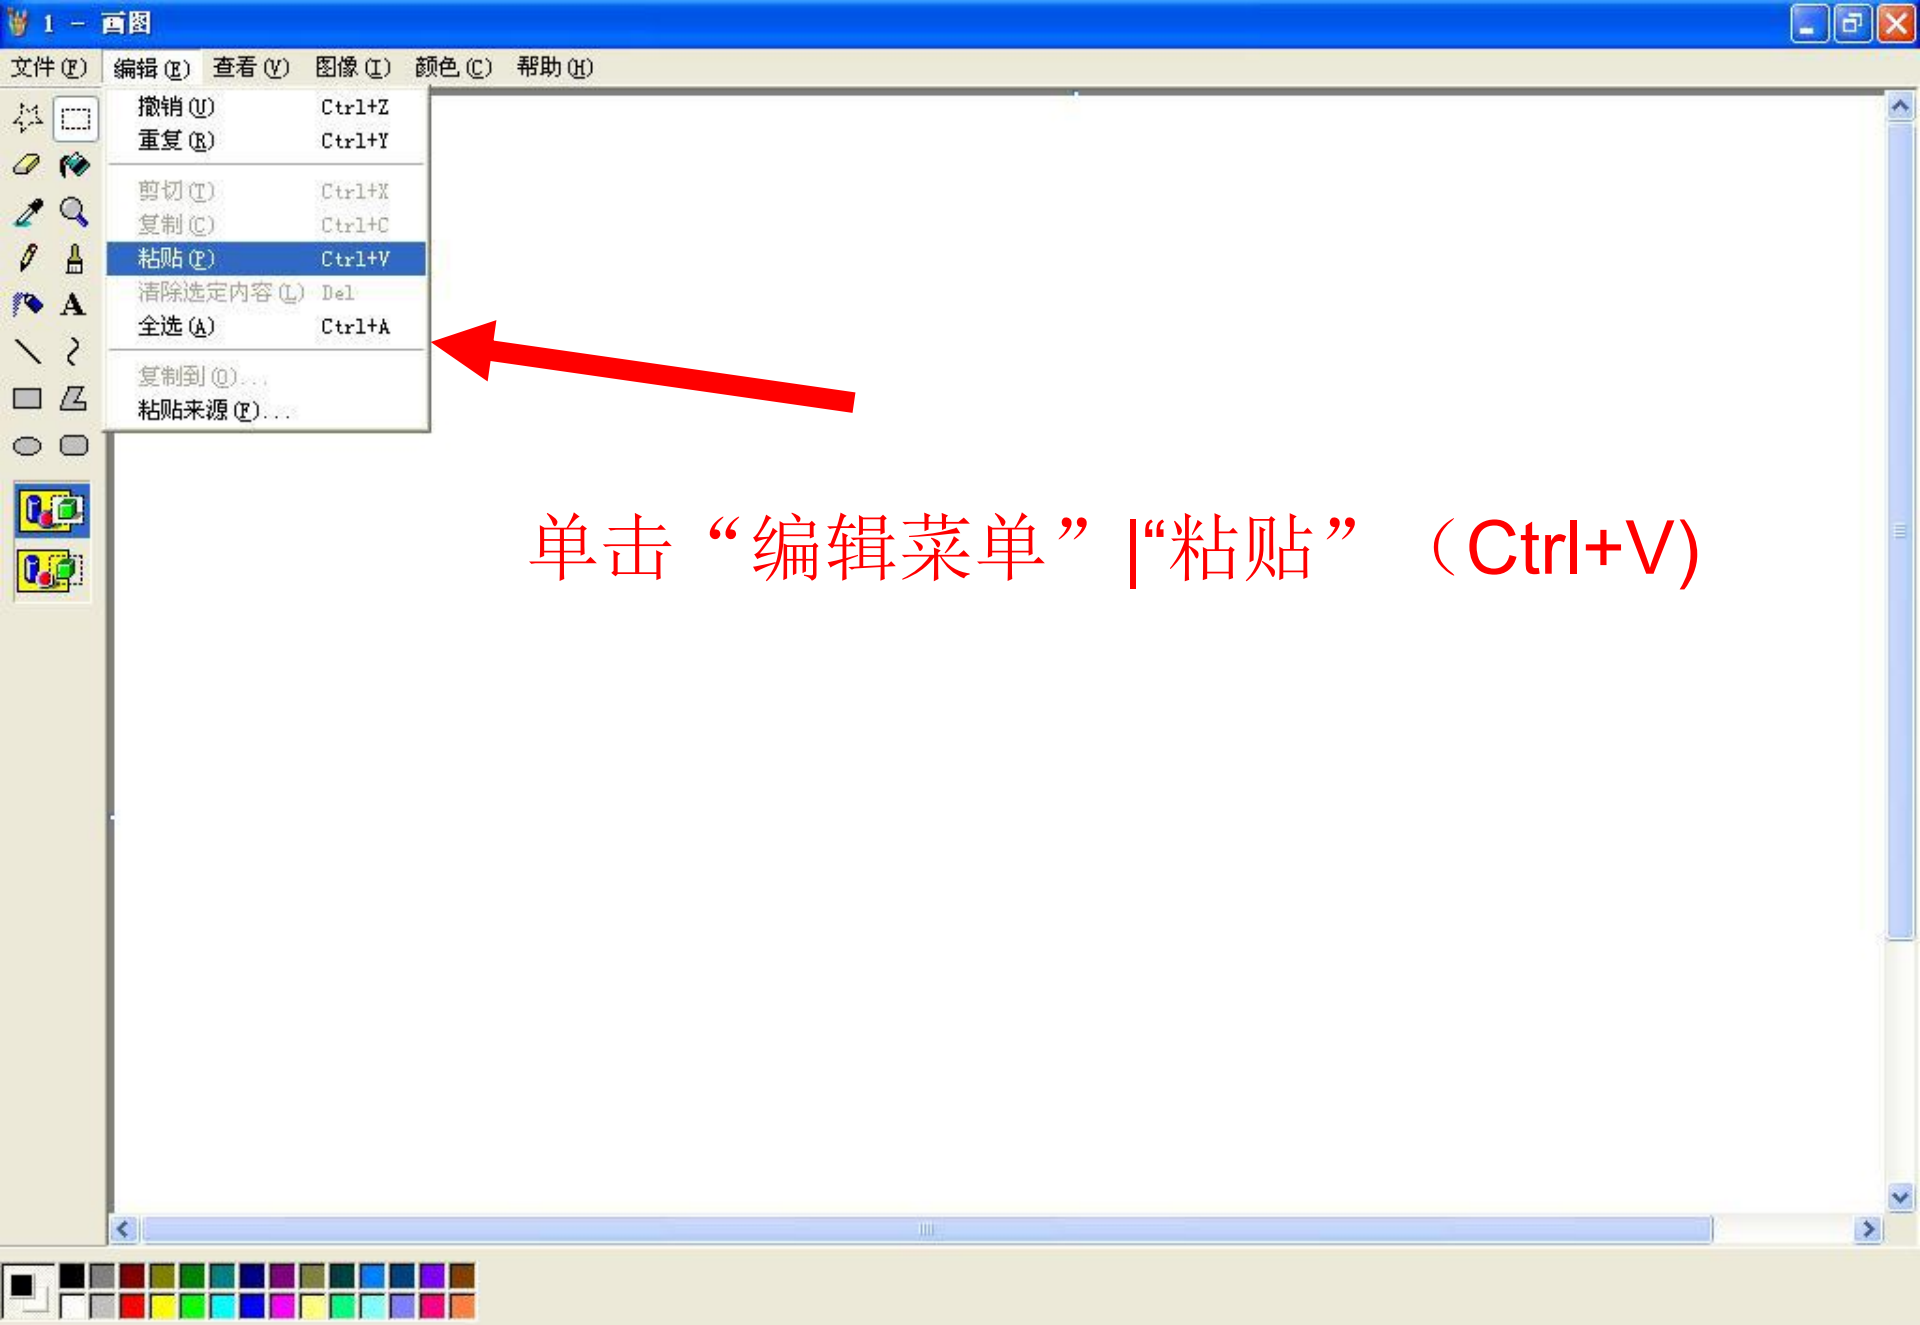 1 - 画图
文件(F) 编辑(E) 查看(V) 图像(I) 颜色(C) 帮助(H)
撤销(U) Ctrl+Z
重复(R) Ctrl+Y
剪切(T) Ctrl+X
复制(C) Ctrl+C
粘贴(P) Ctrl+V
清除选定内容(L) Del
全选(A) Ctrl+A
复制到(O)...
粘贴来源(F)...
A
单击“编辑菜单”|“粘贴”（Ctrl+V)